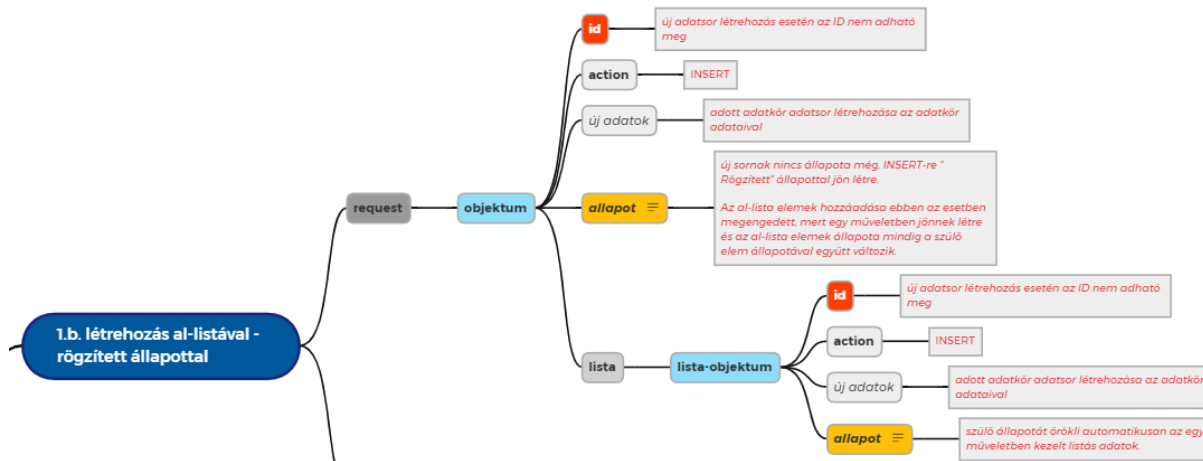 id
új adatsor létrehozás esetén az ID nem adható
meg
action
INSERT
új adatok
adott adatkör adatsor létrehozása az adatkör
adataival
request
objektum
allapot
új sornak nincs állapota még, INSERT-re "
Rögzített" állapottal jön létre.
Az al-lista elemek hozzáadása ebben az esetben
megengedett, mert egy műveletben jönnek létre
és az al-lista elemek állapota mindig a szülő
elem állapotával együtt változik.
1.b. létrehozás al-listával -
rögzített állapottal
lista
lista-objektum
id
új adatsor létrehozás esetén az ID nem adható
meg
action
INSERT
új adatok
adott adatkör adatsor létrehozása az adatkör
adataival
allapot
szülő állapotát örökli automatikusan az egy
műveletben kezelt listás adatok.